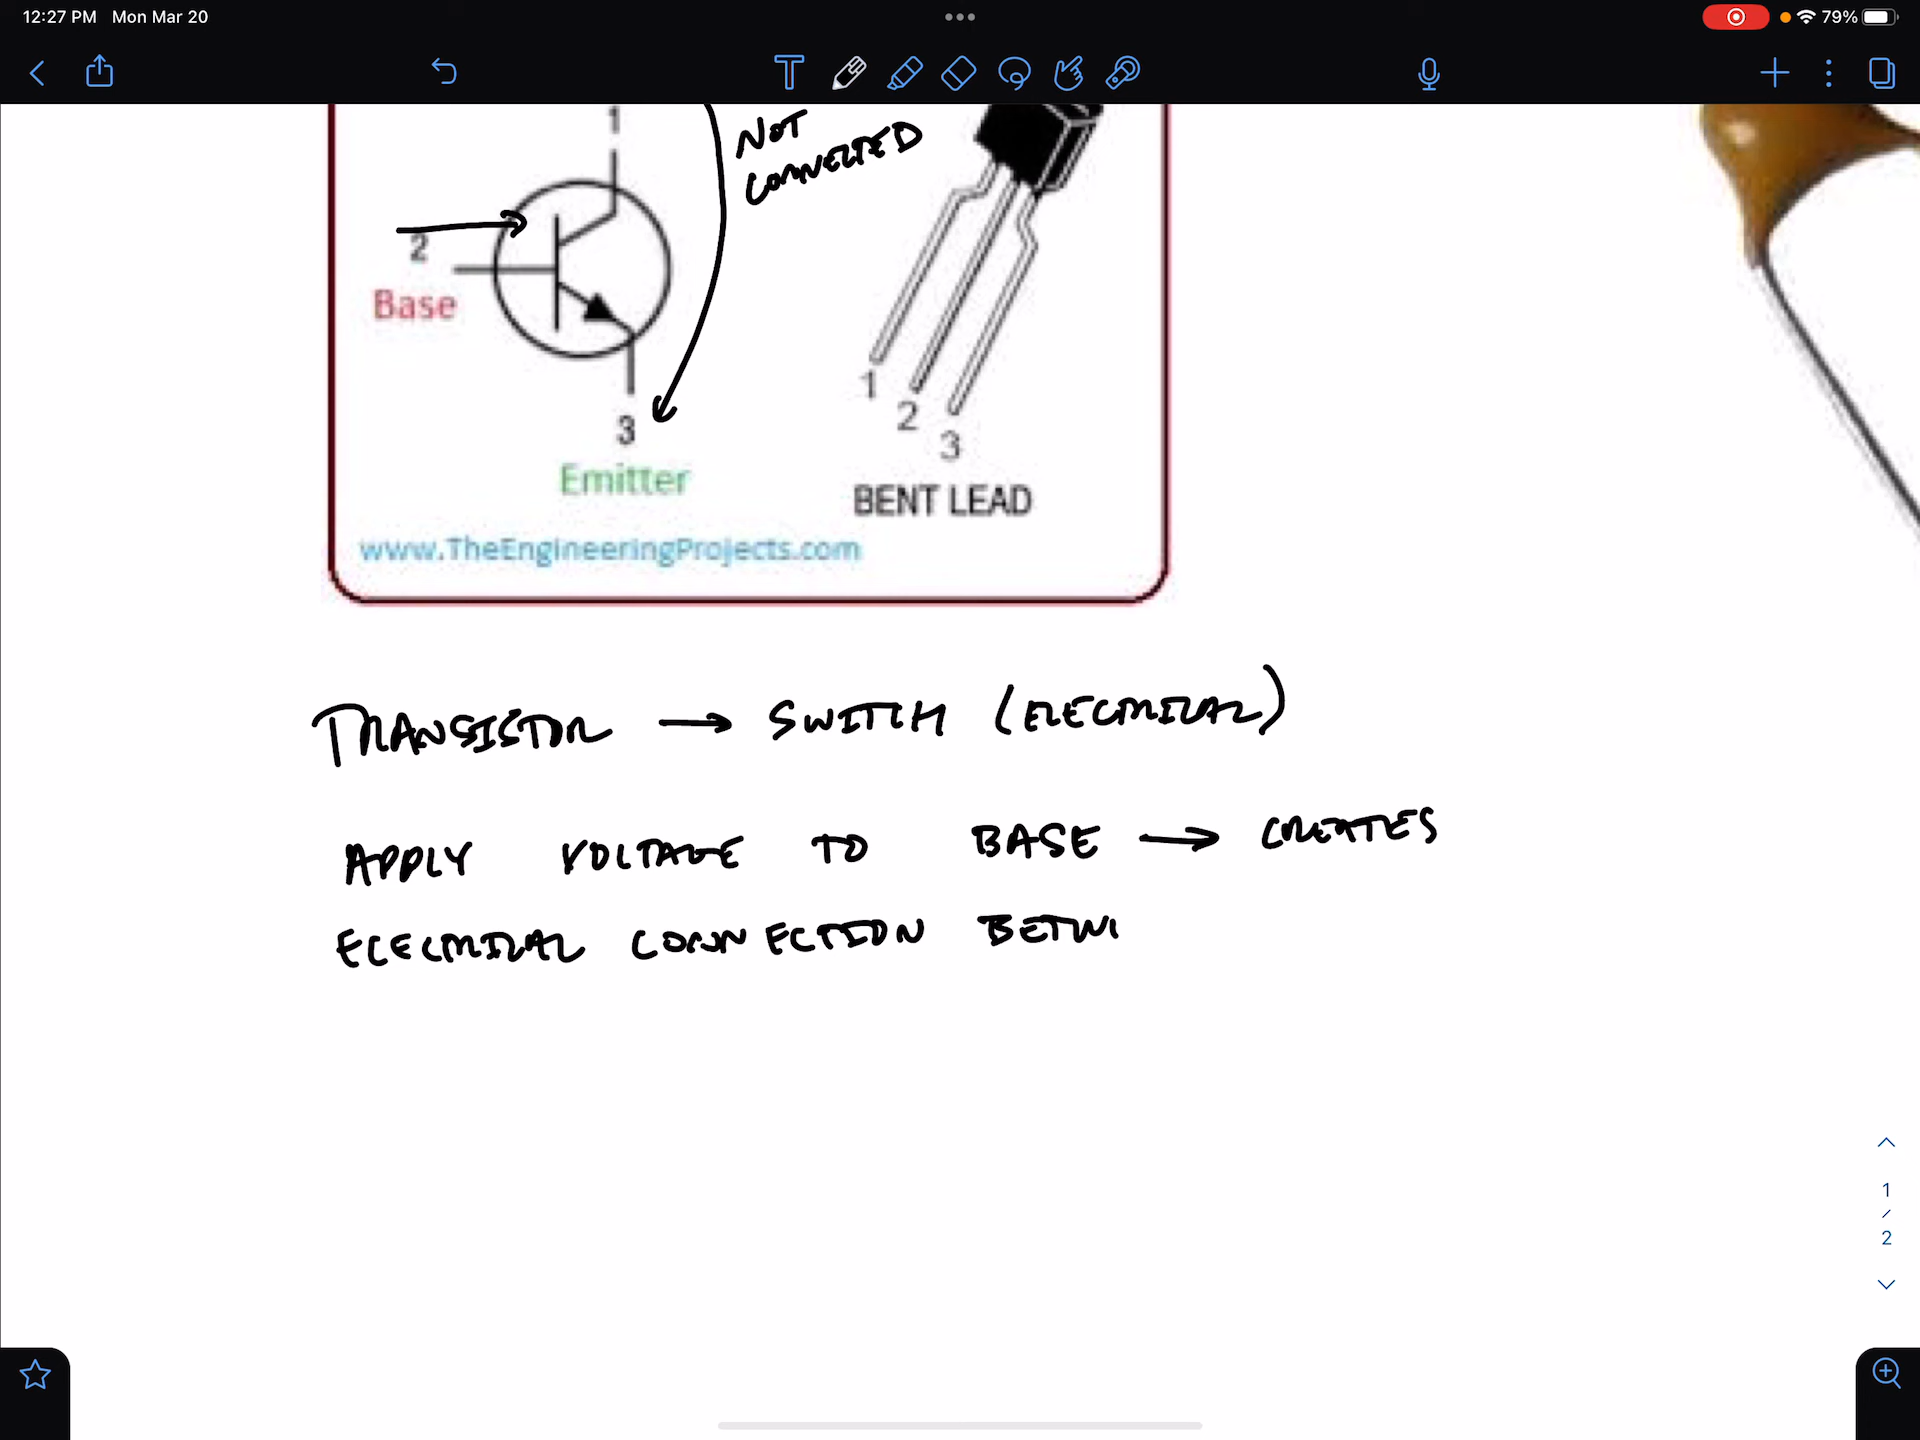 12:27 PM Mon Mar 20
79%
1
NOT
CONNECTED
2
Base
3
Emitter
1
2
3
BENT LEAD
www.TheEngineeringProjects.com
TRANSISTOR → SWITCH (ELECTRICAL)
APPLY VOLTAGE TO BASE → CREATES
ELECTRICAL CONNECTION BETW
1
/
2